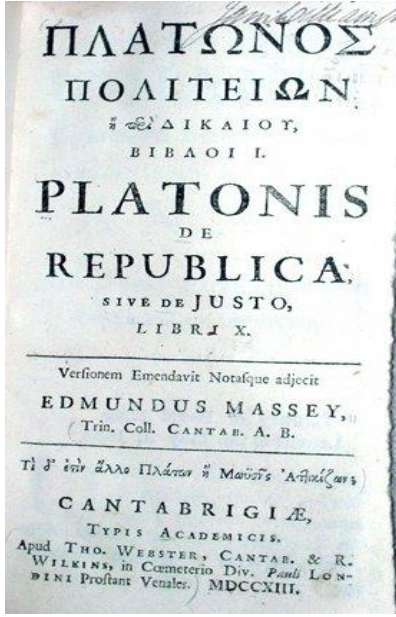 ΠΛΑΤΩΝΟΣ
ΠΟΛΙΤΕΙΩΝ
ἢ περὶ ΔΙΚΑΙΟΥ,
ΒΙΒΛΟΙ Ι.
PLATONIS
DE
REPUBLICA,
SIVE DE JUSTO,
LIBRI X.
Versionem Emendavit Notasque adjecit
EDMUNDUS MASSEY,
Trin. Coll. CANTAB. A. B.
Τὶ δ' ἐστὶν ἄλλο Πλάτων ἢ Μωϋσῆς Ἀττικίζων;
CANTABRIGIÆ,
TYPIS ACADEMICIS.
Apud THO. WEBSTER, CANTAB. & R.
WILKINS, in Cœmeterio Div. Pauli LON-
DINI Prostant Venales. MDCCXIII.